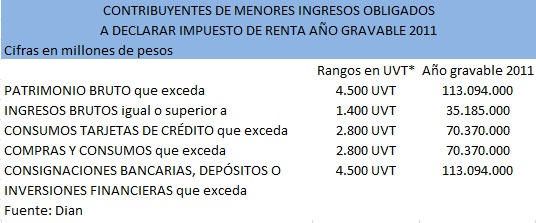 CONTRIBUYENTES DE MENORES INGRESOS OBLIGADOS
A DECLARAR IMPUESTO DE RENTA AÑO GRAVABLE 2011
Cifras en millones de pesos
Rangos en UVT* Año gravable 2011
PATRIMONIO BRUTO que exceda 4.500 UVT 113.094.000
INGRESOS BRUTOS igual o superior a 1.400 UVT 35.185.000
CONSUMOS TARJETAS DE CRÉDITO que exceda 2.800 UVT 70.370.000
COMPRAS Y CONSUMOS que exceda 2.800 UVT 70.370.000
CONSIGNACIONES BANCARIAS, DEPÓSITOS O 4.500 UVT 113.094.000
INVERSIONES FINANCIERAS que exceda
Fuente: Dian